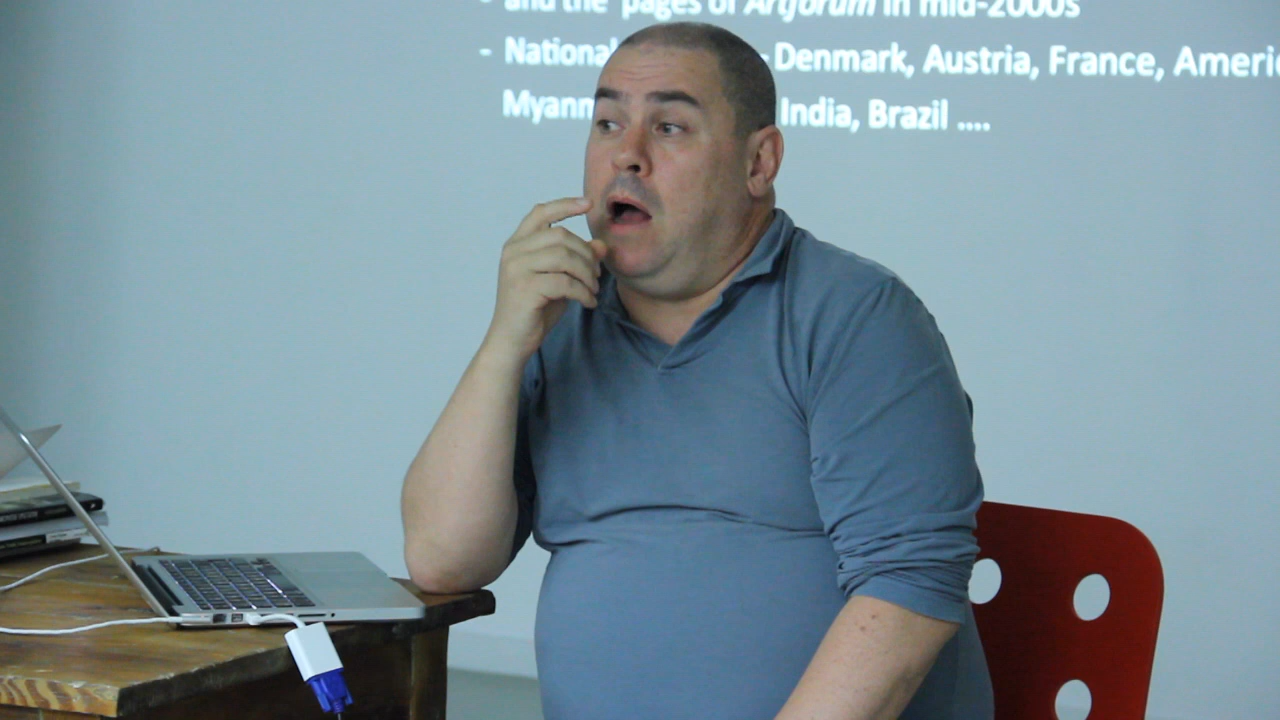 - and the pages of Artforum in mid-2000s
- National - Denmark, Austria, France, Americ
Myanm India, Brazil ....